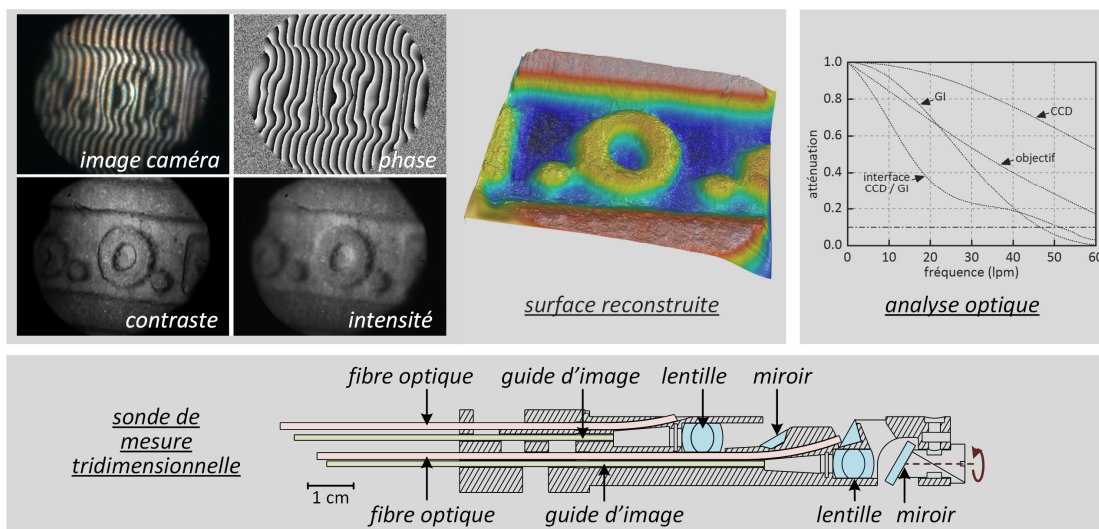 image caméra
phase
contraste
intensité
surface reconstruite
1.0
0.8
0.6
0.4
0.2
0.0
atténuation
GI
CCD
objectif
interface
CCD / GI
0 10 20 30 40 50 60
fréquence (lpm)
analyse optique
fibre optique
guide d'image
lentille
miroir
sonde de
mesure
tridimensionnelle
1 cm
fibre optique
guide d'image
lentille
miroir